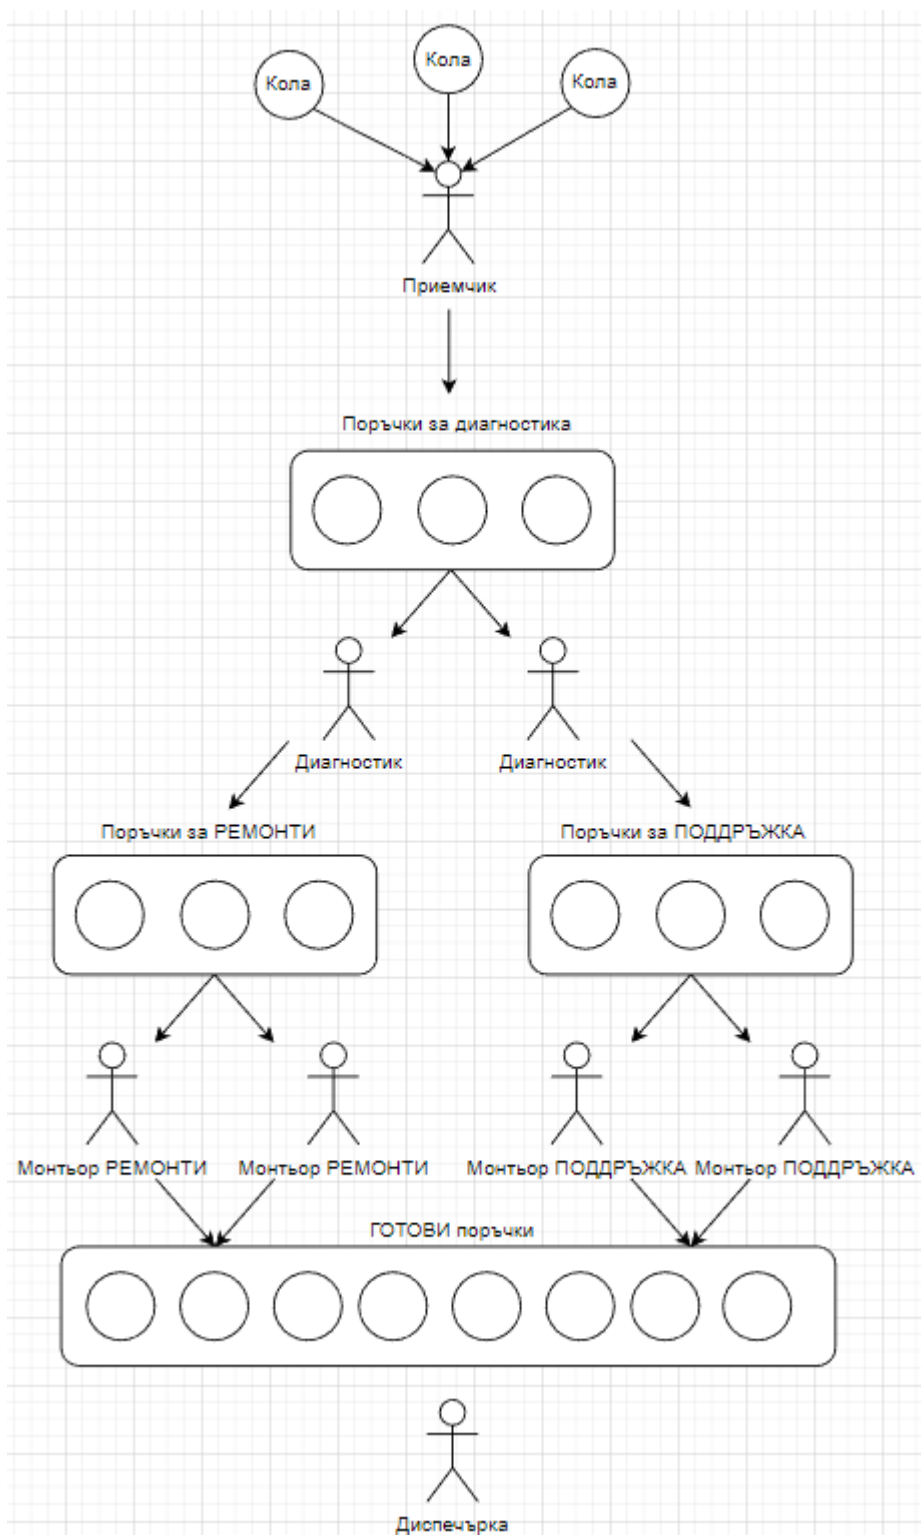 Кола
Кола
Кола
Приемчик
Поръчки за диагностика
Диагностик
Диагностик
Поръчки за РЕМОНТИ
Поръчки за ПОДДРЪЖКА
Монтьор РЕМОНТИ
Монтьор РЕМОНТИ
Монтьор ПОДДРЪЖКА
Монтьор ПОДДРЪЖКА
ГОТОВИ поръчки
Диспечърка